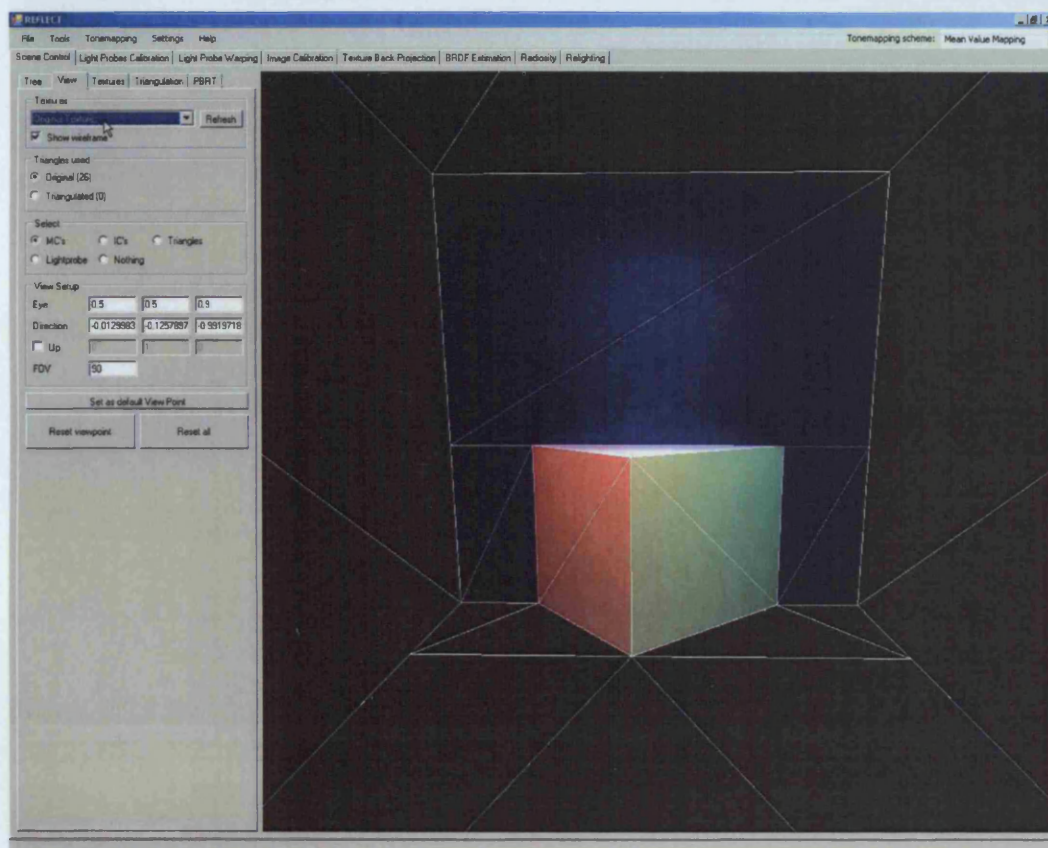 REFLECT
File Tools Tonemapping Settings Help Tonemapping scheme: Mean Value Mapping
Scene Control Light Probes Calibration Light Probe Warping Image Calibration Texture Back Projection BRDF Estimation Radiosity Relighting
Tree View Textures Triangulation PBRT
Textures
Original Texture Refresh
Show wireframe
Triangles used
Original (26)
Triangulated (0)
Select
MC's IC's Triangles
Lightprobe Nothing
View Setup
Eye 0.5 0.5 0.9
Direction -0.0129983 -0.1257897 -0.9919718
Up 1
FOV 90
Set as default View Point
Reset viewpoint Reset all